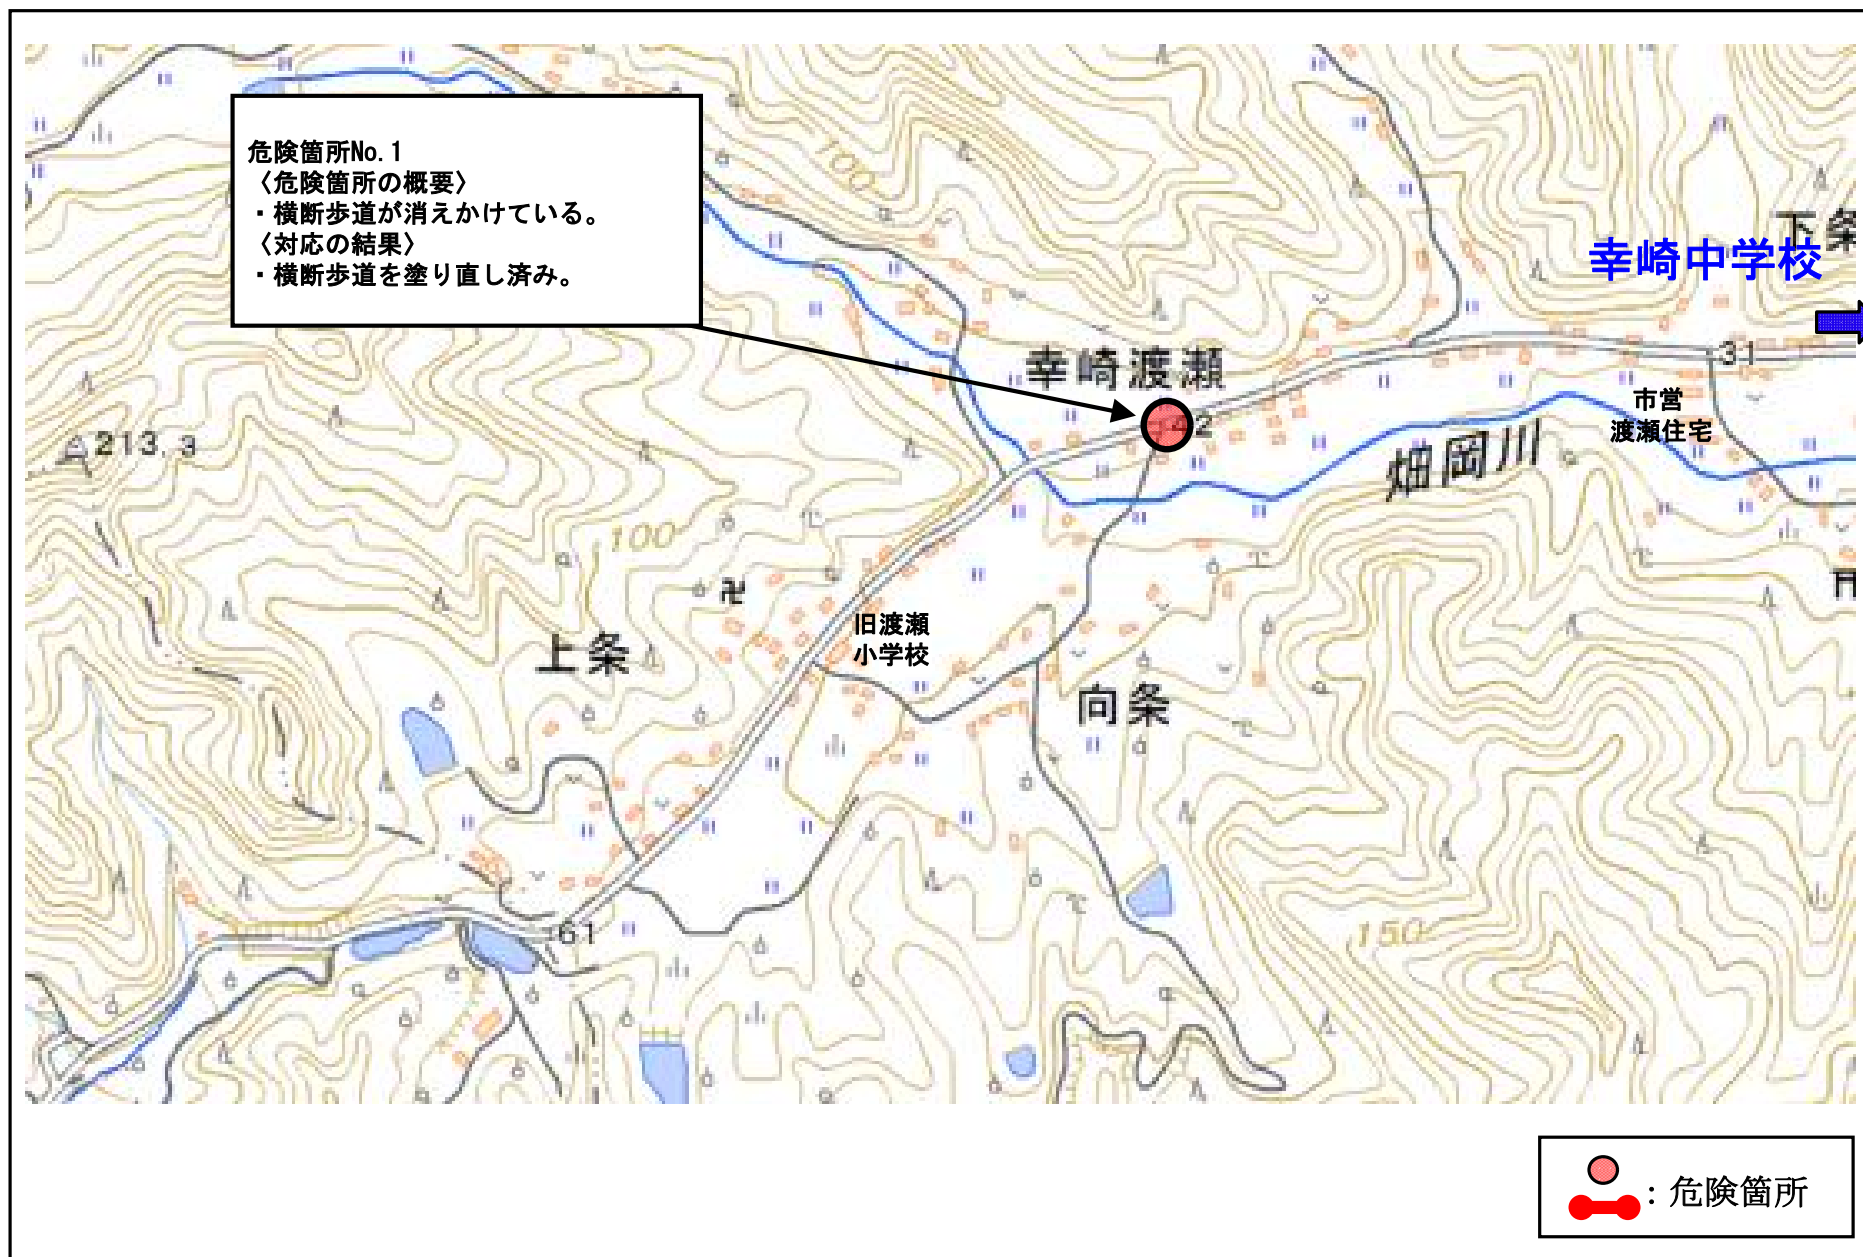 危険箇所No.1
〈危険箇所の概要〉
・横断歩道が消えかけている。
〈対応の結果〉
・横断歩道を塗り直し済み。
100
下条
幸崎中学校
幸崎渡瀬
31
42
市営
渡瀬住宅
213.3
畑岡川
100
旧渡瀬
小学校
上条
向条
61
150
：危険箇所